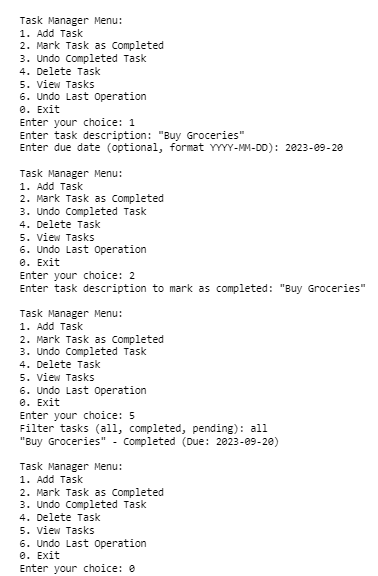 Task Manager Menu:
1. Add Task
2. Mark Task as Completed
3. Undo Completed Task
4. Delete Task
5. View Tasks
6. Undo Last Operation
0. Exit
Enter your choice: 1
Enter task description: "Buy Groceries"
Enter due date (optional, format YYYY-MM-DD): 2023-09-20
Task Manager Menu:
1. Add Task
2. Mark Task as Completed
3. Undo Completed Task
4. Delete Task
5. View Tasks
6. Undo Last Operation
0. Exit
Enter your choice: 2
Enter task description to mark as completed: "Buy Groceries"
Task Manager Menu:
1. Add Task
2. Mark Task as Completed
3. Undo Completed Task
4. Delete Task
5. View Tasks
6. Undo Last Operation
0. Exit
Enter your choice: 5
Filter tasks (all, completed, pending): all
"Buy Groceries" - Completed (Due: 2023-09-20)
Task Manager Menu:
1. Add Task
2. Mark Task as Completed
3. Undo Completed Task
4. Delete Task
5. View Tasks
6. Undo Last Operation
0. Exit
Enter your choice: 0